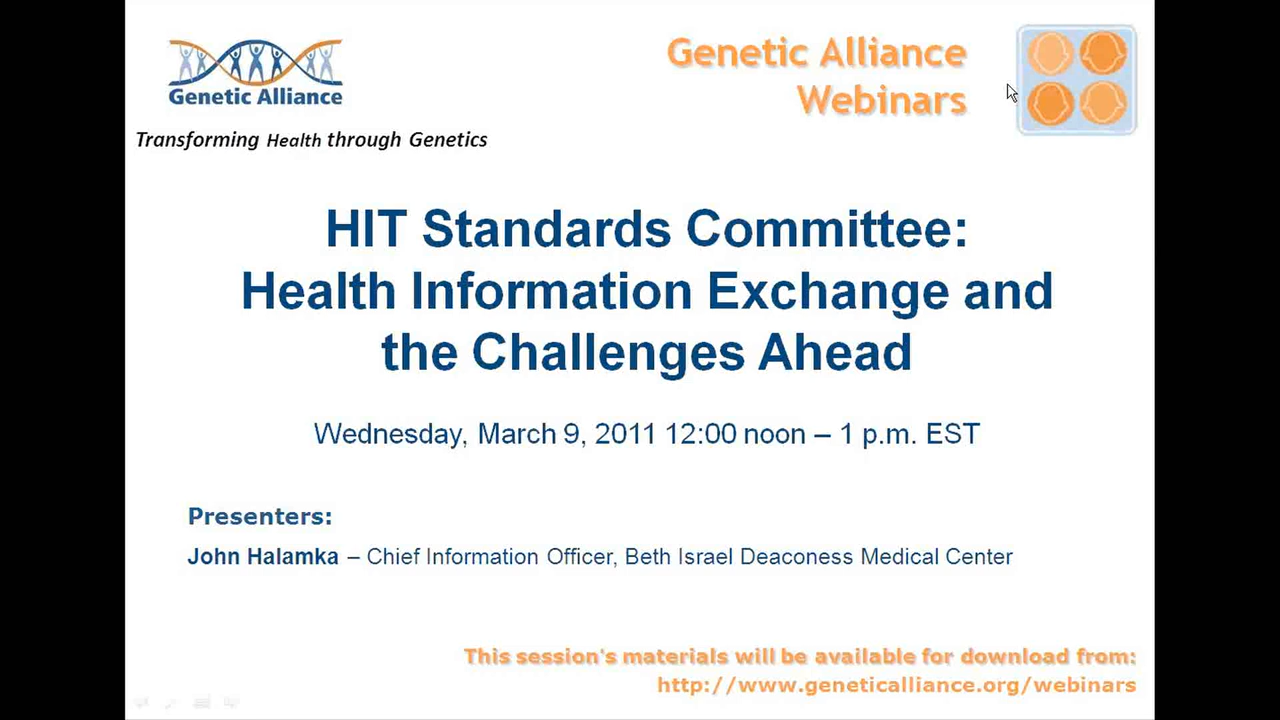 Genetic Alliance
Transforming Health through Genetics
Genetic Alliance
Webinars
HIT Standards Committee:
Health Information Exchange and
the Challenges Ahead
Wednesday, March 9, 2011 12:00 noon – 1 p.m. EST
Presenters:
John Halamka – Chief Information Officer, Beth Israel Deaconess Medical Center
This session's materials will be available for download from:
http://www.geneticalliance.org/webinars